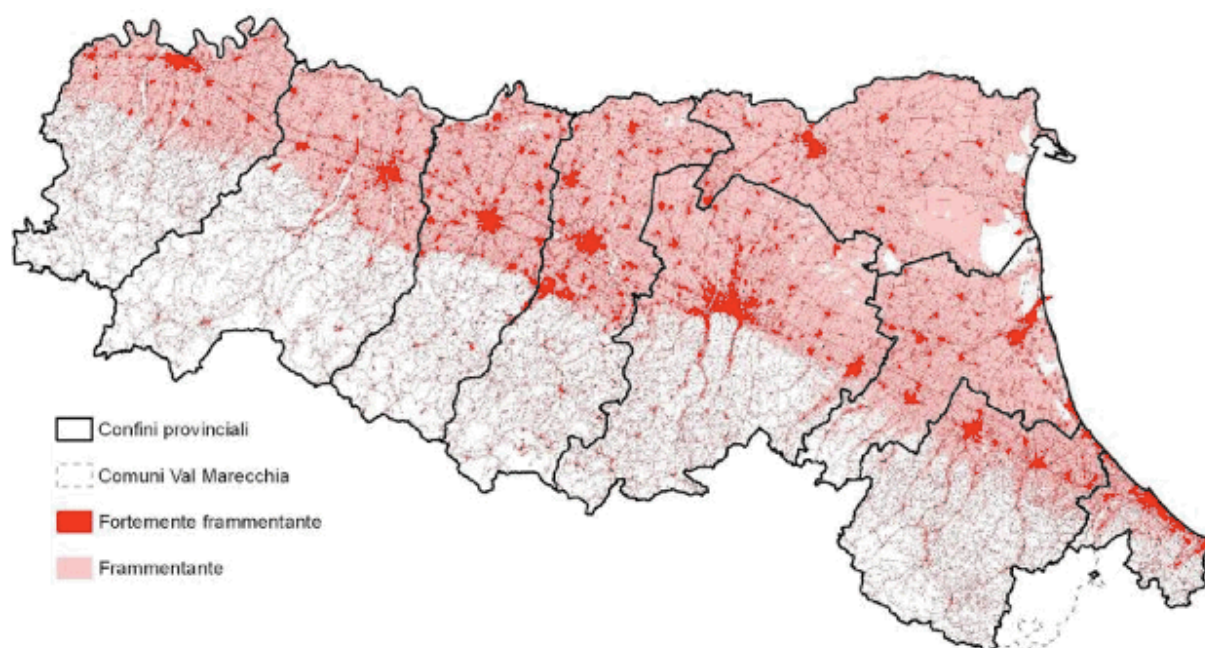 Confini provinciali
Comuni Val Marecchia
Fortemente frammentante
Frammentante